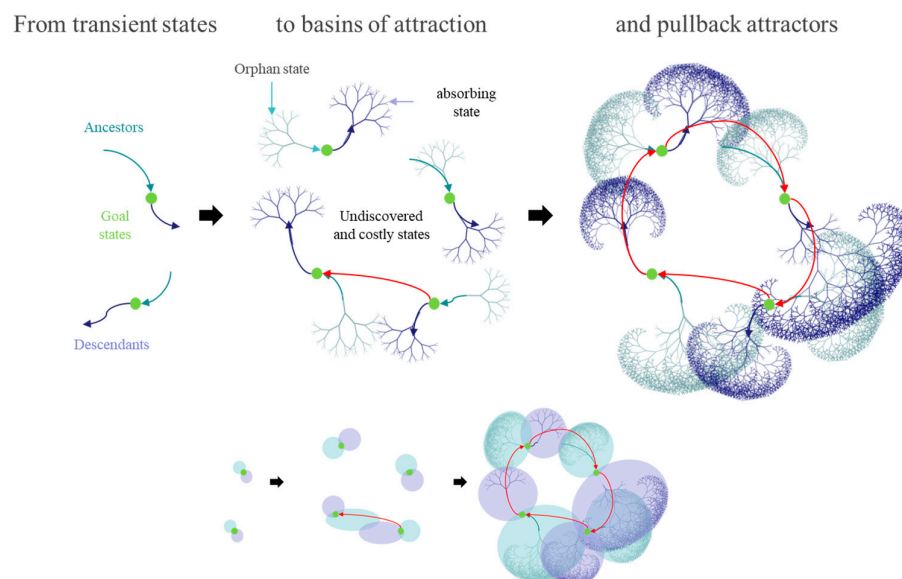 From transient states
to basins of attraction
and pullback attractors
Orphan state
absorbing
state
Ancestors
Goal
states
Undiscovered
and costly states
Descendants